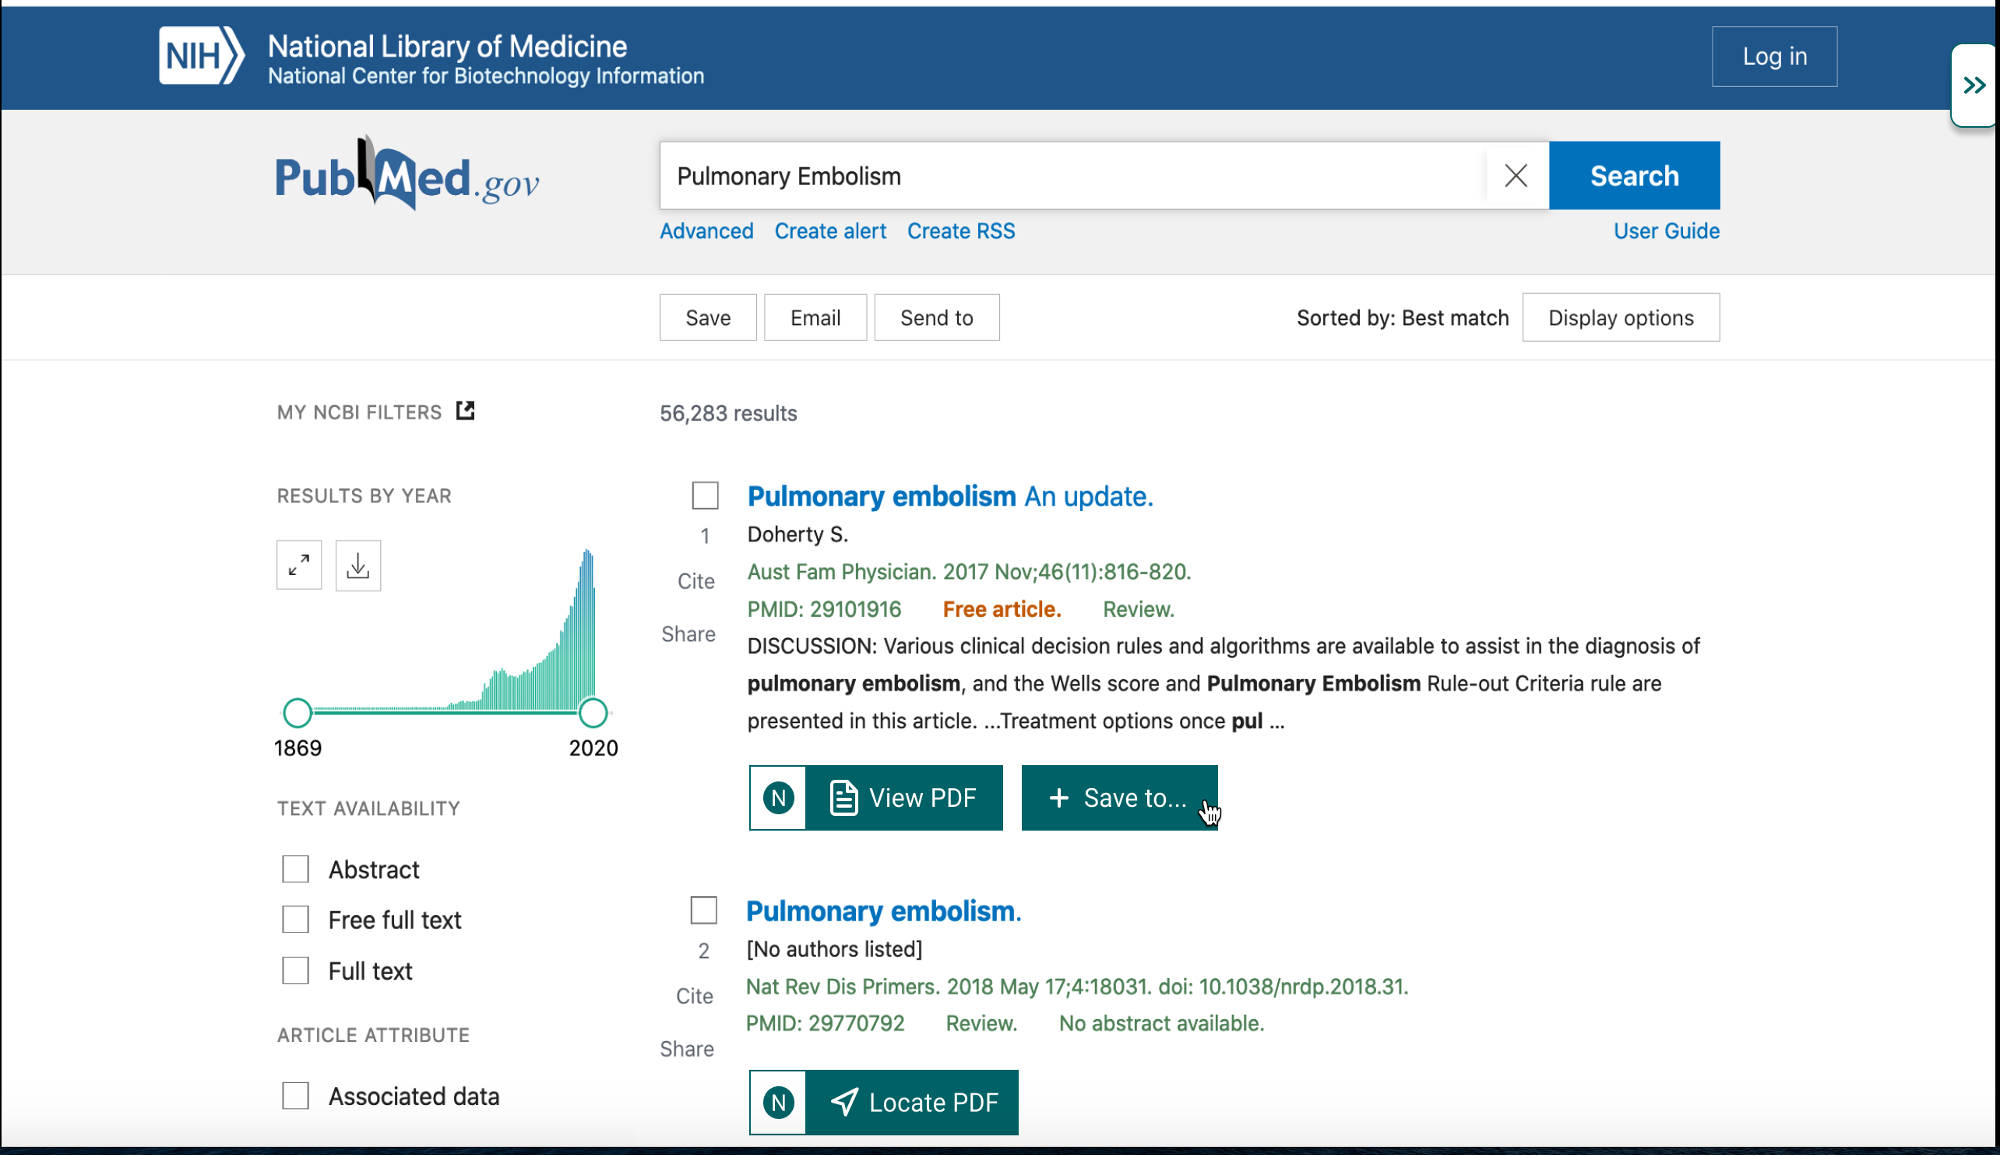 NIH
National Library of Medicine
National Center for Biotechnology Information
Log in
PubMed.gov
Pulmonary Embolism
Search
Advanced Create alert Create RSS
User Guide
Save Email Send to
Sorted by: Best match Display options
MY NCBI FILTERS
56,283 results
RESULTS BY YEAR
1869 2020
TEXT AVAILABILITY
Abstract
Free full text
Full text
ARTICLE ATTRIBUTE
Associated data
Pulmonary embolism An update.
1
Doherty S.
Cite
Aust Fam Physician. 2017 Nov;46(11):816-820.
PMID: 29101916 Free article. Review.
Share
DISCUSSION: Various clinical decision rules and algorithms are available to assist in the diagnosis of
pulmonary embolism, and the Wells score and Pulmonary Embolism Rule-out Criteria rule are
presented in this article. ...Treatment options once pul ...
N View PDF + Save to...
Pulmonary embolism.
2
[No authors listed]
Cite
Nat Rev Dis Primers. 2018 May 17;4:18031. doi: 10.1038/nrdp.2018.31.
PMID: 29770792 Review. No abstract available.
Share
N Locate PDF